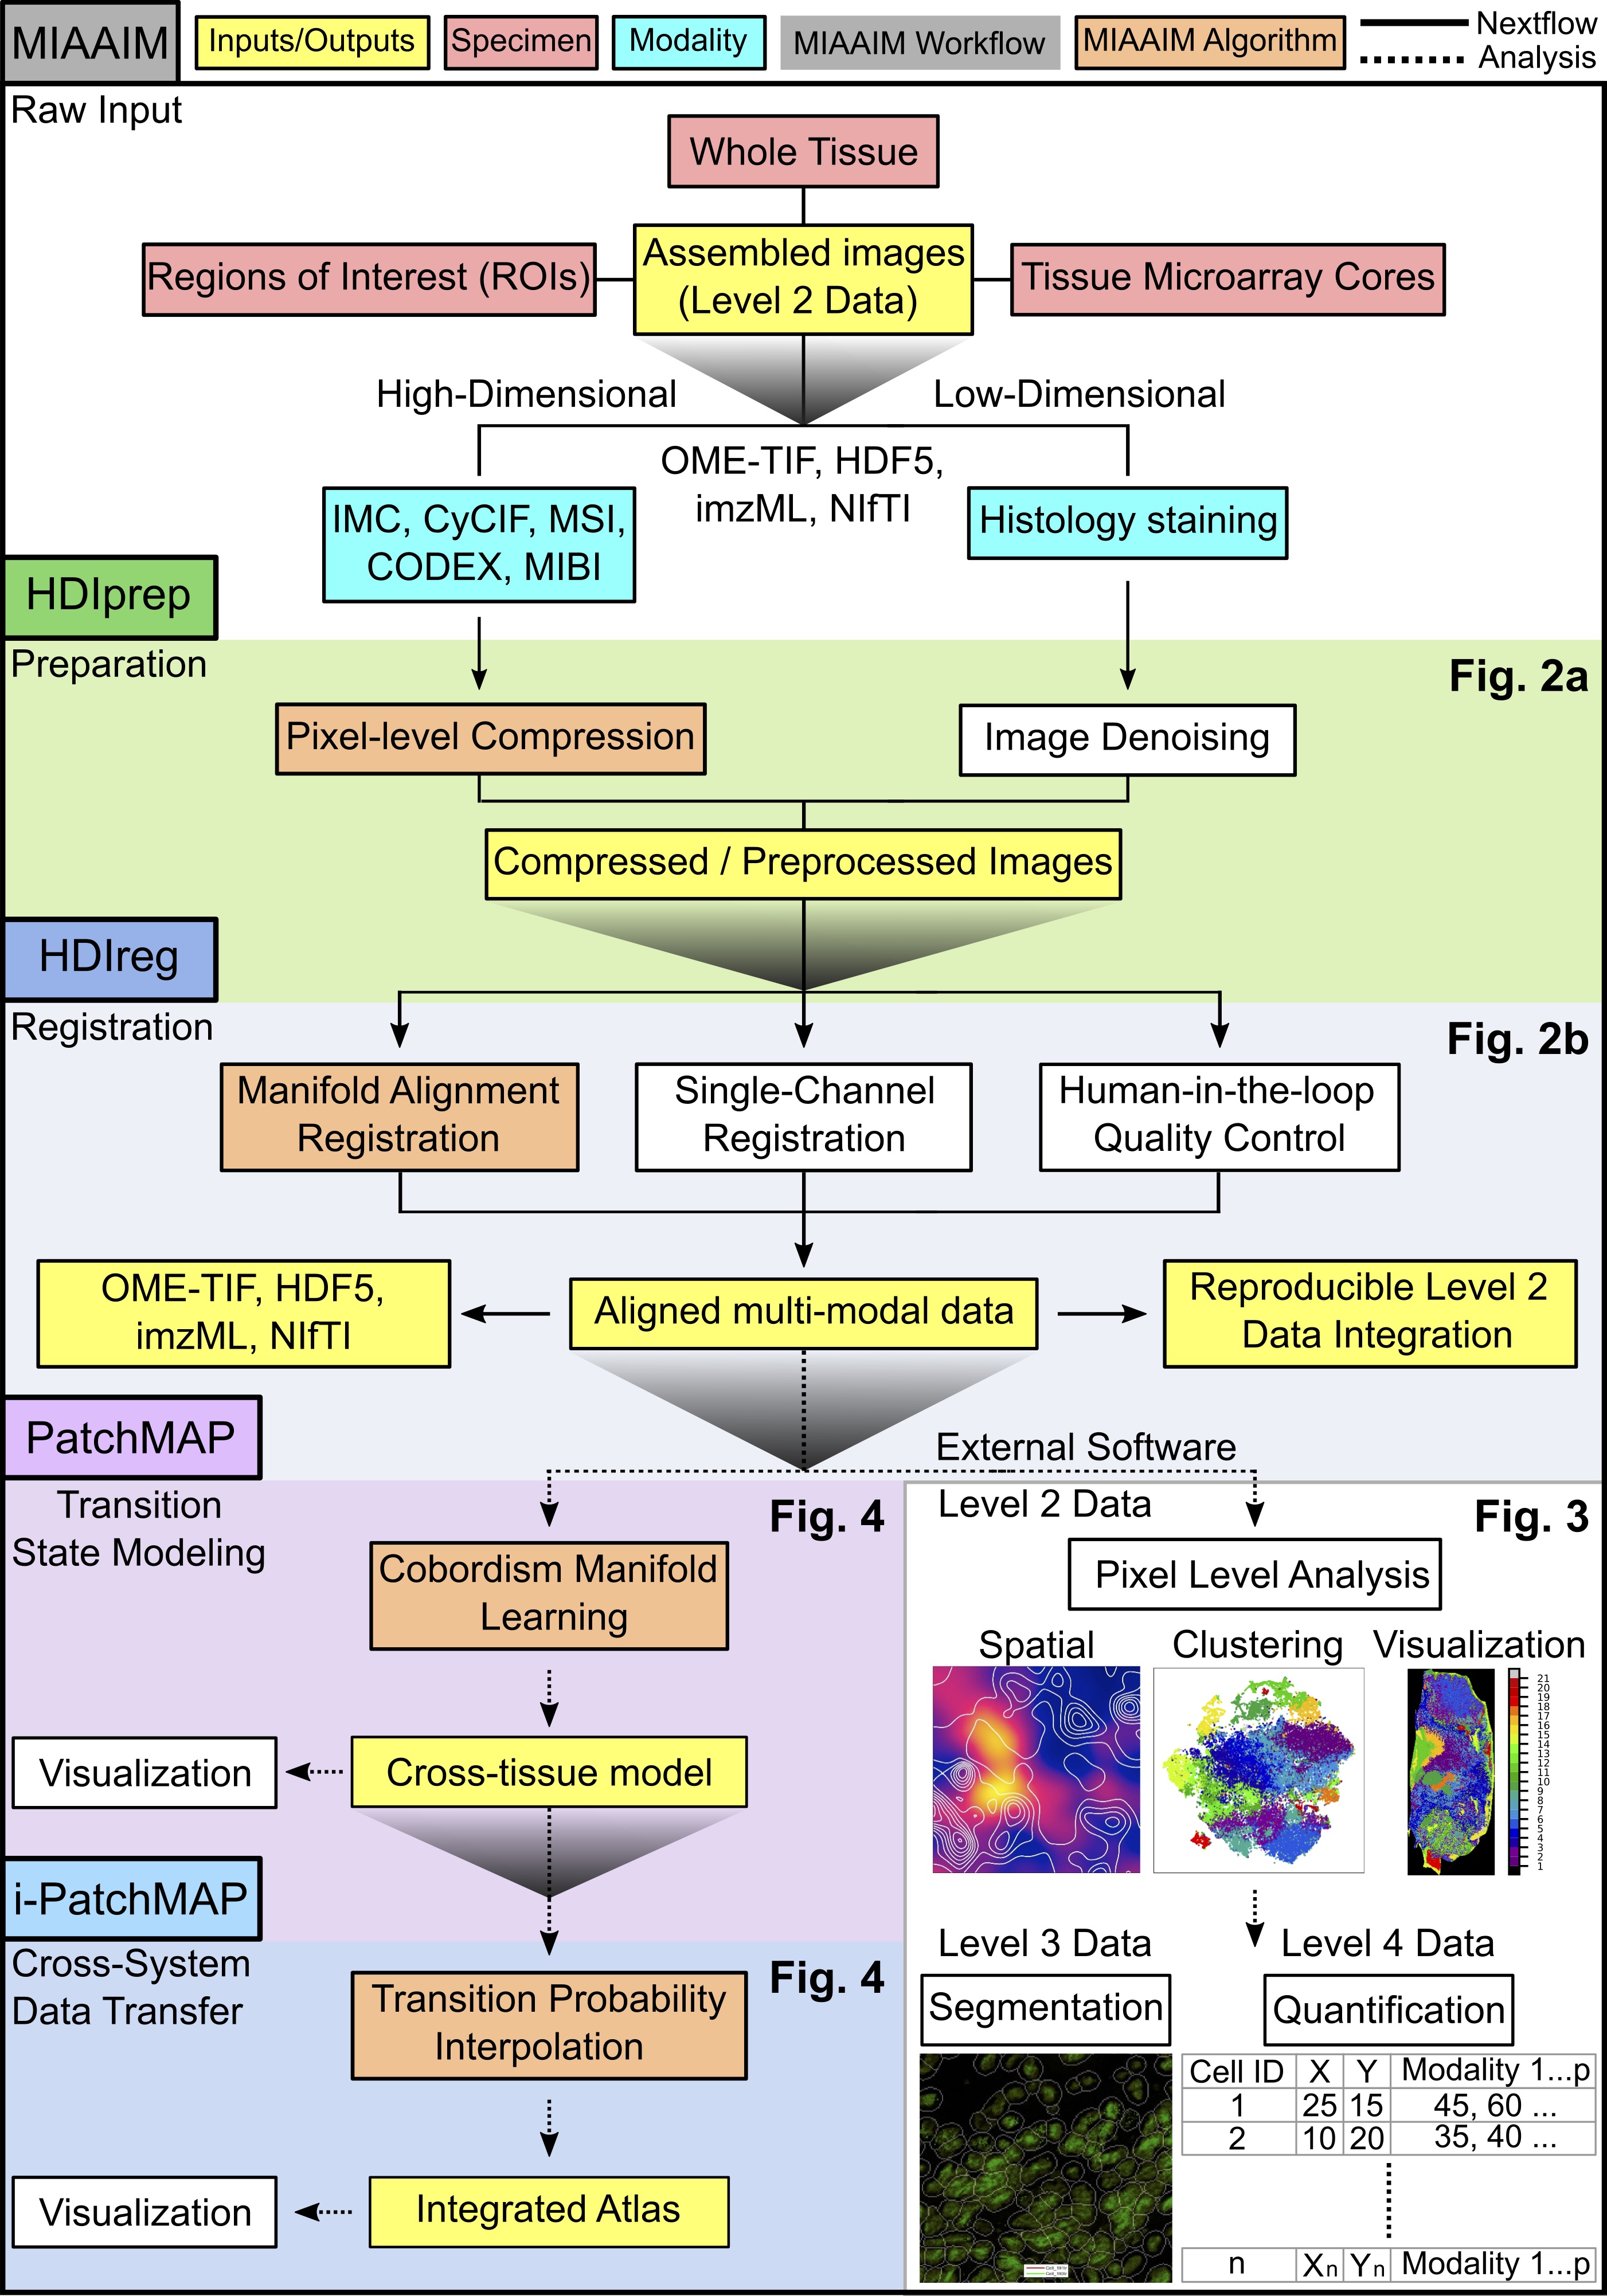 MIAAIM
Inputs/Outputs
Specimen
Modality
MIAAIM Workflow
MIAAIM Algorithm
Nextflow
Analysis
Raw Input
Whole Tissue
Regions of Interest (ROIs)
Assembled images
(Level 2 Data)
Tissue Microarray Cores
High-Dimensional
Low-Dimensional
OME-TIF, HDF5,
imzML, NIfTI
IMC, CyCIF, MSI,
CODEX, MIBI
Histology staining
HDIprep
Preparation
Fig. 2a
Pixel-level Compression
Image Denoising
Compressed / Preprocessed Images
HDIreg
Registration
Fig. 2b
Manifold Alignment
Registration
Single-Channel
Registration
Human-in-the-loop
Quality Control
OME-TIF, HDF5,
imzML, NIfTI
Aligned multi-modal data
Reproducible Level 2
Data Integration
PatchMAP
External Software
Transition
State Modeling
Fig. 4
Cobordism Manifold
Learning
Visualization
Cross-tissue model
i-PatchMAP
Cross-System
Data Transfer
Fig. 4
Transition Probability
Interpolation
Visualization
Integrated Atlas
Level 2 Data
Fig. 3
Pixel Level Analysis
Spatial
Clustering
Visualization
21
20
19
18
17
16
15
14
13
12
11
10
9
8
7
6
5
4
3
2
1
Level 3 Data
Segmentation
Level 4 Data
Quantification
Cell ID X Y Modality 1...p
1 25 15 45, 60 ...
2 10 20 35, 40 ...
n Xn Yn Modality 1...p